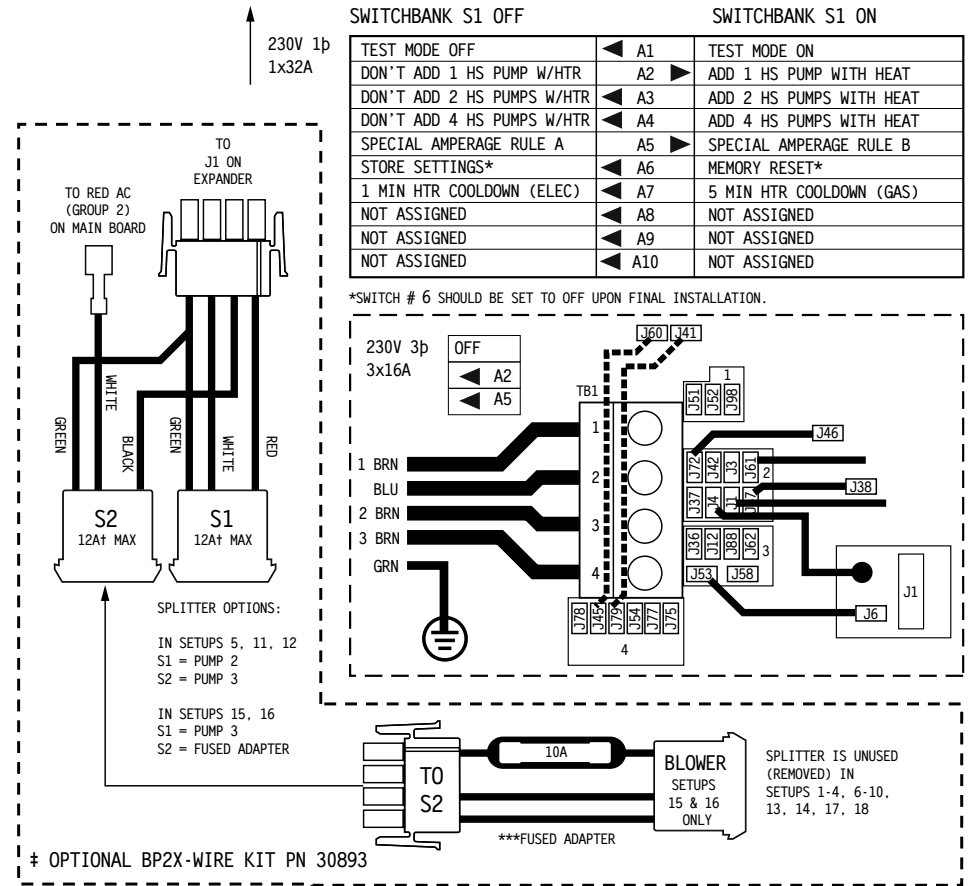 SWITCHBANK S1 OFF SWITCHBANK S1 ON
230V 1þ
1x32A
TEST MODE OFF A1 TEST MODE ON
DON'T ADD 1 HS PUMP W/HTR A2 ADD 1 HS PUMP WITH HEAT
DON'T ADD 2 HS PUMPS W/HTR A3 ADD 2 HS PUMPS WITH HEAT
DON'T ADD 4 HS PUMPS W/HTR A4 ADD 4 HS PUMPS WITH HEAT
SPECIAL AMPERAGE RULE A A5 SPECIAL AMPERAGE RULE B
STORE SETTINGS* A6 MEMORY RESET*
1 MIN HTR COOLDOWN (ELEC) A7 5 MIN HTR COOLDOWN (GAS)
NOT ASSIGNED A8 NOT ASSIGNED
NOT ASSIGNED A9 NOT ASSIGNED
NOT ASSIGNED A10 NOT ASSIGNED
*SWITCH # 6 SHOULD BE SET TO OFF UPON FINAL INSTALLATION.
TO
J1 ON
EXPANDER
TO RED AC
(GROUP 2)
ON MAIN BOARD
GREEN
WHITE
BLACK
GREEN
WHITE
RED
S2
12A† MAX
S1
12A† MAX
SPLITTER OPTIONS:
IN SETUPS 5, 11, 12
S1 = PUMP 2
S2 = PUMP 3
IN SETUPS 15, 16
S1 = PUMP 3
S2 = FUSED ADAPTER
230V 3þ
3x16A
OFF
A2
A5
J60 J41
TB1
1
2
3
4
1 BRN
BLU
2 BRN
3 BRN
GRN
1
J51 J52 J98
J72 J42 J3 J61
2
J37 J4 J1
J36 J12 J88 J62
3
J53 J58
J78 J45 J79 J54 J77 J75
4
J46
J38
J1
J6
TO
S2
10A
BLOWER
SETUPS
15 & 16
ONLY
***FUSED ADAPTER
SPLITTER IS UNUSED
(REMOVED) IN
SETUPS 1-4, 6-10,
13, 14, 17, 18
‡ OPTIONAL BP2X-WIRE KIT PN 30893